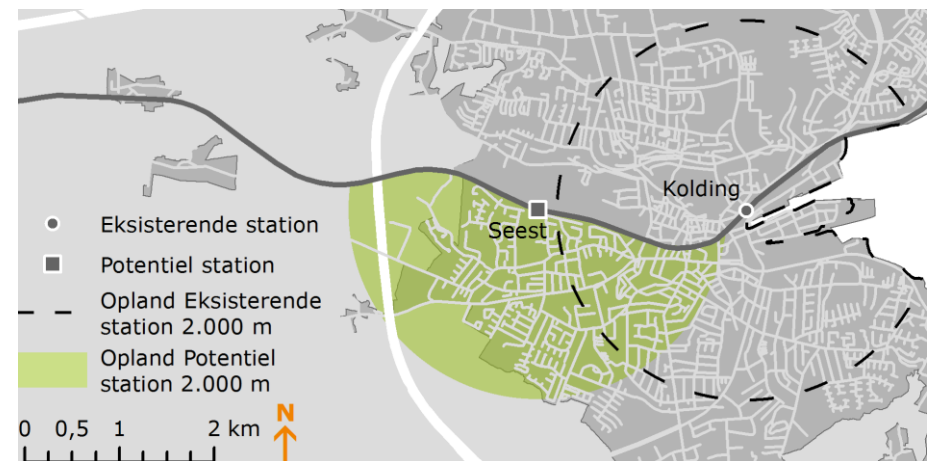 Kolding
Seest
Eksisterende station
Potentiel station
Opland Eksisterende
station 2.000 m
Opland Potentiel
station 2.000 m
0 0,5 1 2 km
N